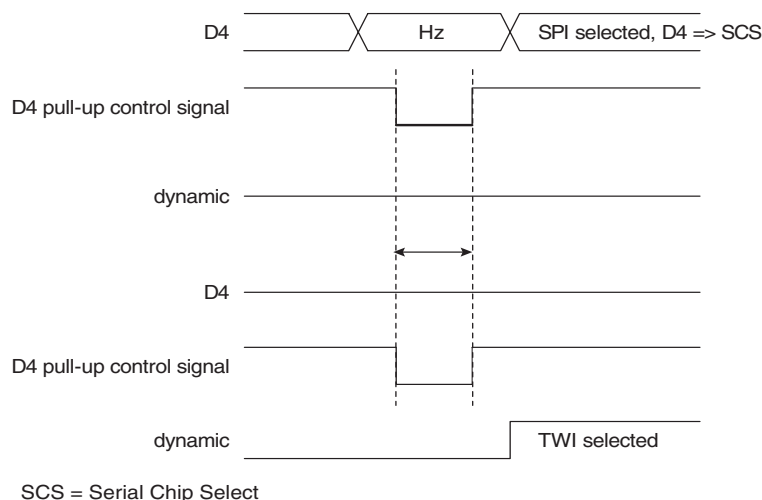 D4
Hz
SPI selected, D4 => SCS
D4 pull-up control signal
dynamic
D4
D4 pull-up control signal
dynamic
TWI selected
SCS = Serial Chip Select